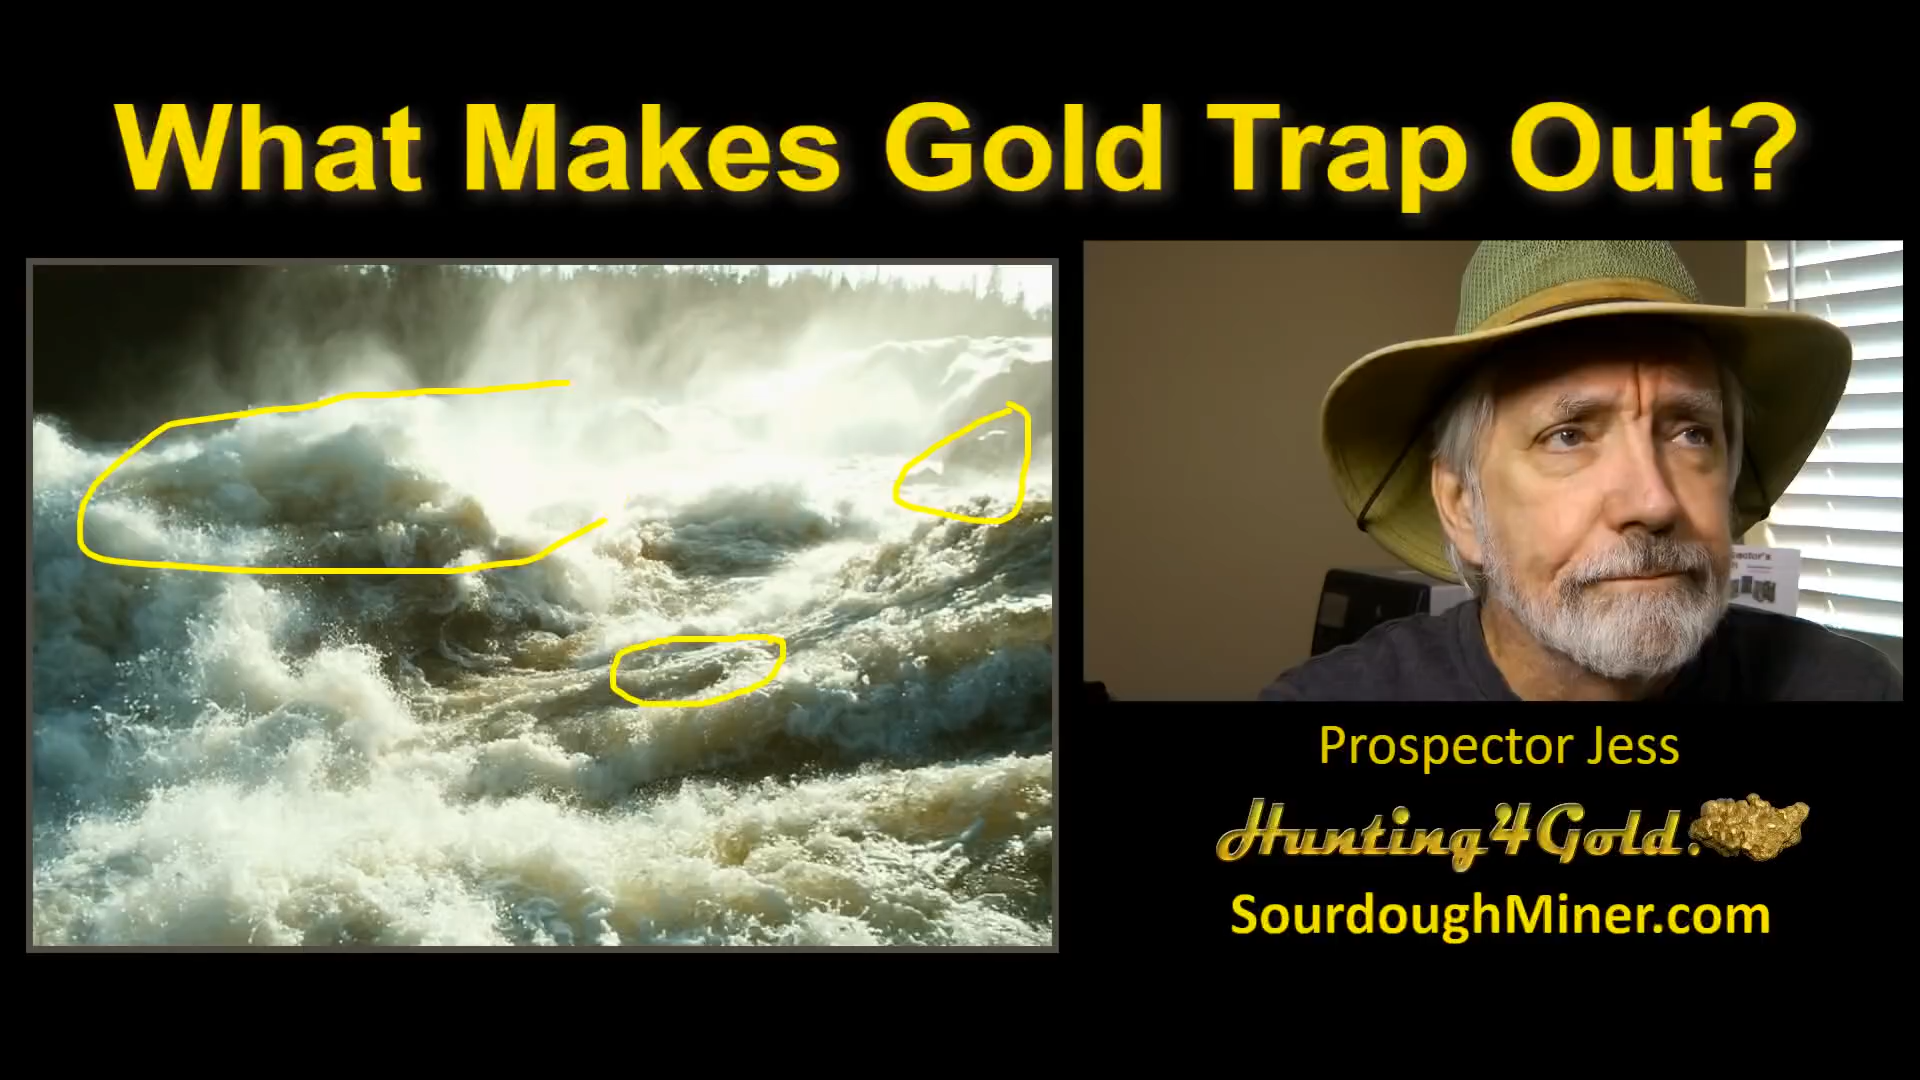 What Makes Gold Trap Out?
Prospector Jess
Hunting4Gold.
SourdoughMiner.com